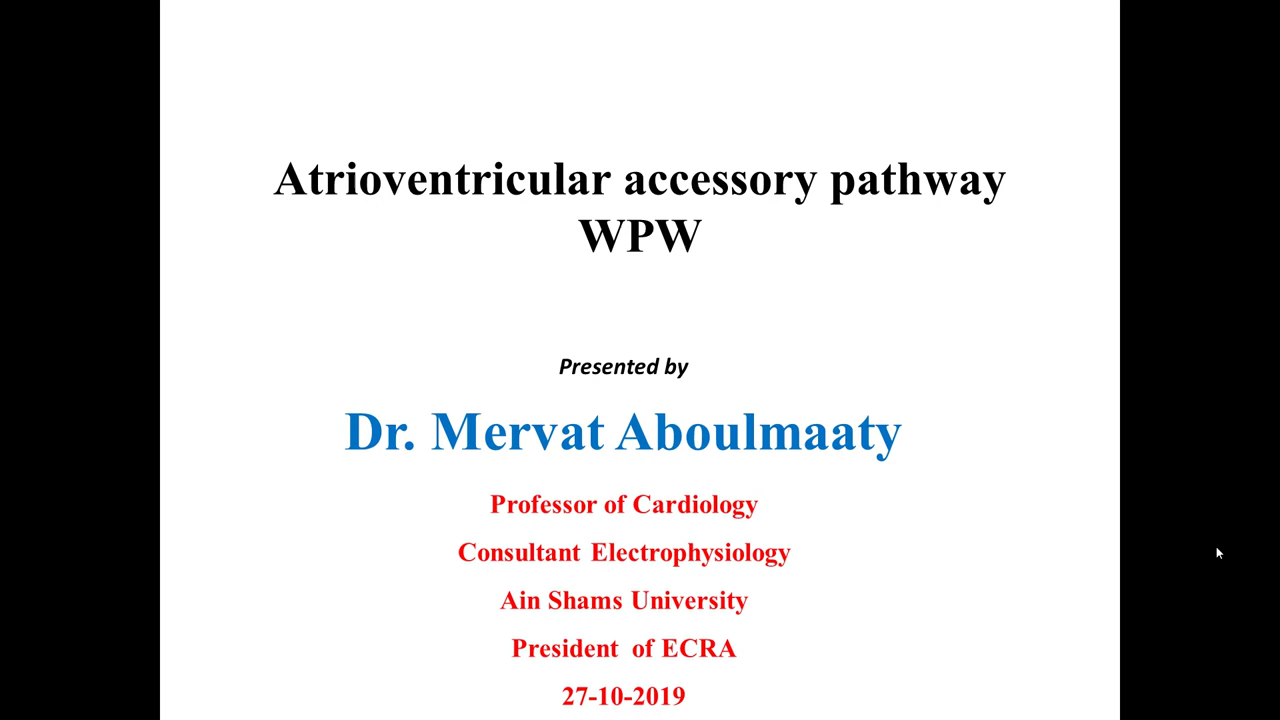 Atrioventricular accessory pathway
WPW
Presented by
Dr. Mervat Aboulmaaty
Professor of Cardiology
Consultant Electrophysiology
Ain Shams University
President of ECRA
27-10-2019